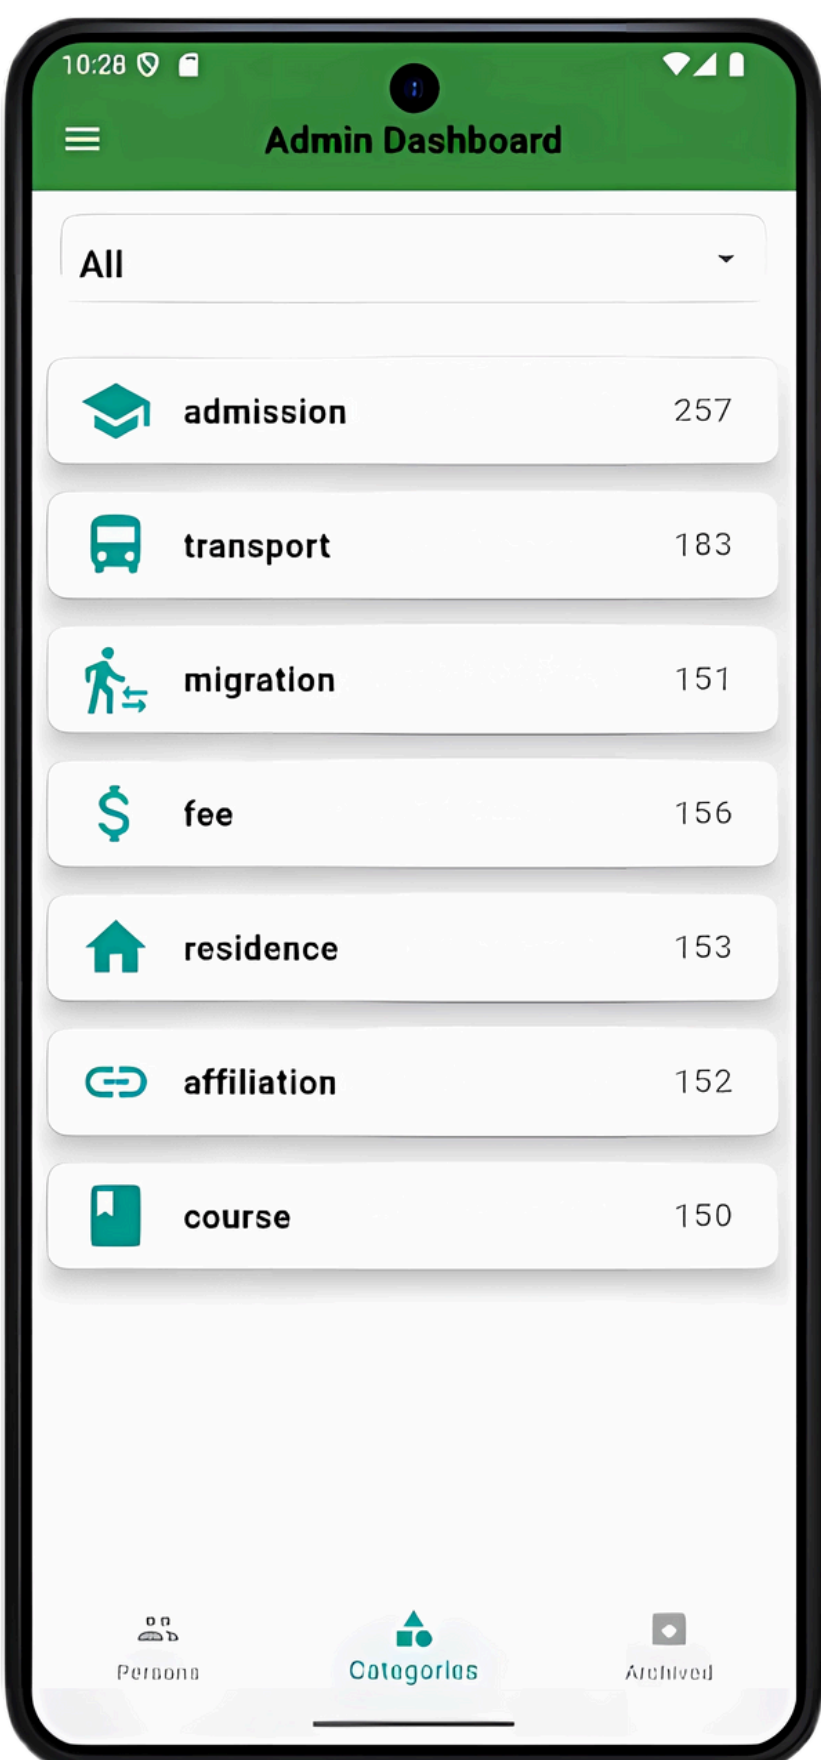 10:28
Admin Dashboard
All
admission 257
transport 183
migration 151
fee 156
residence 153
affiliation 152
course 150
Archived